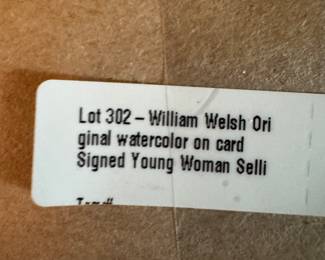 Lot 302 – William Welsh Ori
ginal watercolor on card
Signed Young Woman Selli